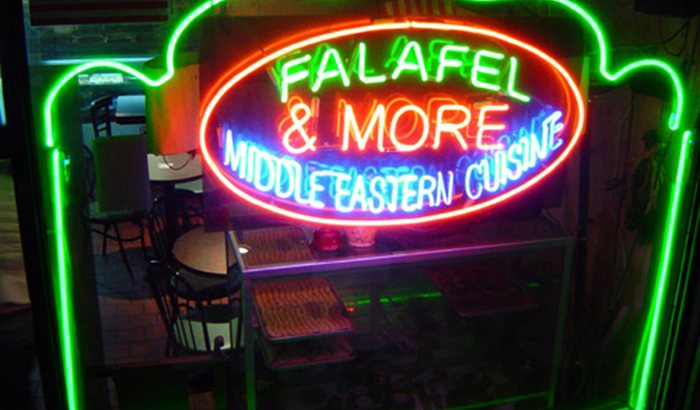 FALAFEL
& MORE
MIDDLE EASTERN CUISINE